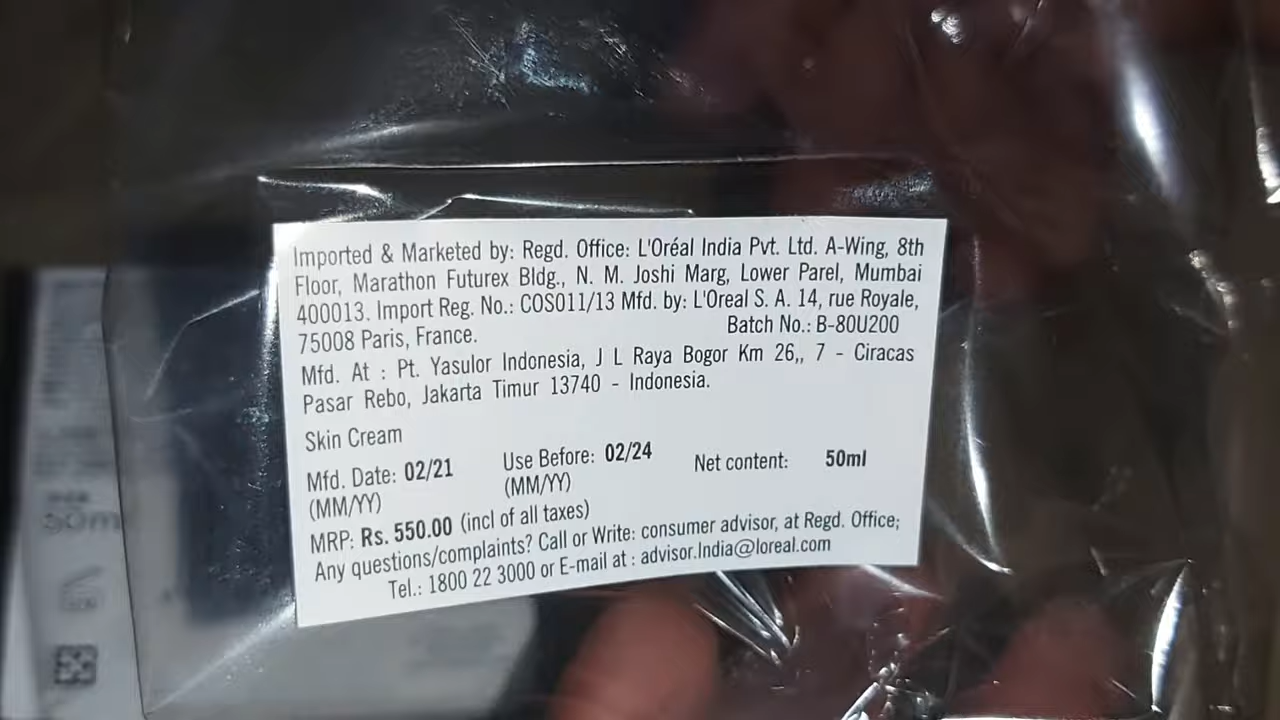 Imported & Marketed by: Regd. Office: L'Oréal India Pvt. Ltd. A-Wing, 8th
Floor, Marathon Futurex Bldg., N. M. Joshi Marg, Lower Parel, Mumbai
400013. Import Reg. No.: COS011/13 Mfd. by: L'Oreal S. A. 14, rue Royale,
75008 Paris, France. Batch No.: B-80U200
Mfd. At : Pt. Yasulor Indonesia, J L Raya Bogor Km 26,, 7 - Ciracas
Pasar Rebo, Jakarta Timur 13740 - Indonesia.
Skin Cream
Mfd. Date: 02/21 Use Before: 02/24 Net content: 50ml
(MM/YY) (MM/YY)
MRP: Rs. 550.00 (incl of all taxes)
Any questions/complaints? Call or Write: consumer advisor, at Regd. Office;
Tel.: 1800 22 3000 or E-mail at : advisor.India@loreal.com